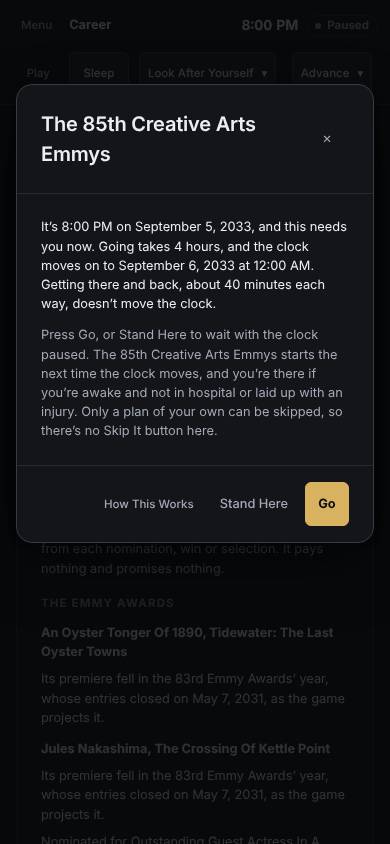 Menu Career 8:00 PM Paused
Play Sleep Look After Yourself ▾ Advance ▾
The 85th Creative Arts
Emmys
×
It's 8:00 PM on September 5, 2033, and this needs
you now. Going takes 4 hours, and the clock
moves on to September 6, 2033 at 12:00 AM.
Getting there and back, about 40 minutes each
way, doesn't move the clock.
Press Go, or Stand Here to wait with the clock
paused. The 85th Creative Arts Emmys starts the
next time the clock moves, and you're there if
you're awake and not in hospital or laid up with an
injury. Only a plan of your own can be skipped, so
there's no Skip It button here.
How This Works Stand Here Go
from each nomination, win or selection. It pays
nothing and promises nothing.
THE EMMY AWARDS
An Oyster Tonger Of 1890, Tidewater: The Last
Oyster Towns
Its premiere fell in the 83rd Emmy Awards' year,
whose entries closed on May 7, 2031, as the game
projects it.
Jules Nakashima, The Crossing Of Kettle Point
Its premiere fell in the 83rd Emmy Awards' year,
whose entries closed on May 7, 2031, as the game
projects it.
Nominated for Outstanding Guest Actress In A